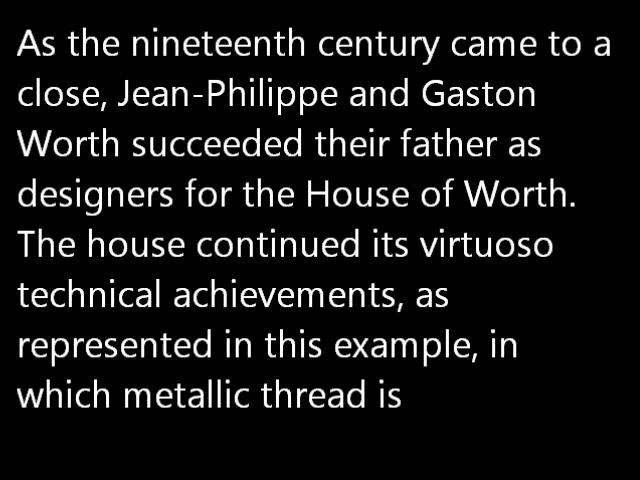 As the nineteenth century came to a
close, Jean-Philippe and Gaston
Worth succeeded their father as
designers for the House of Worth.
The house continued its virtuoso
technical achievements, as
represented in this example, in
which metallic thread is